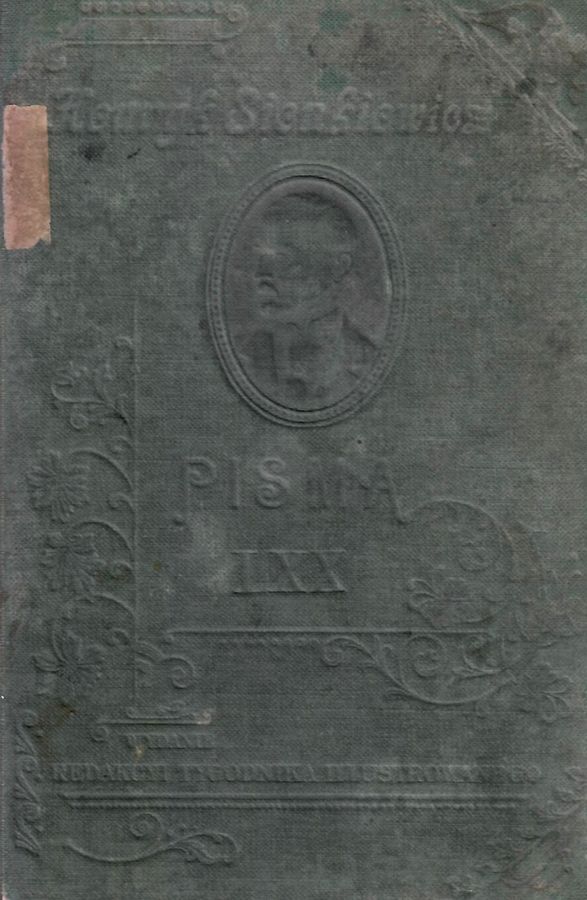 Henryk Sienkiewicz
PISMA
LXX
WYDANIE
REDAKCYI TYGODNIKA ILLUSTROWANEGO